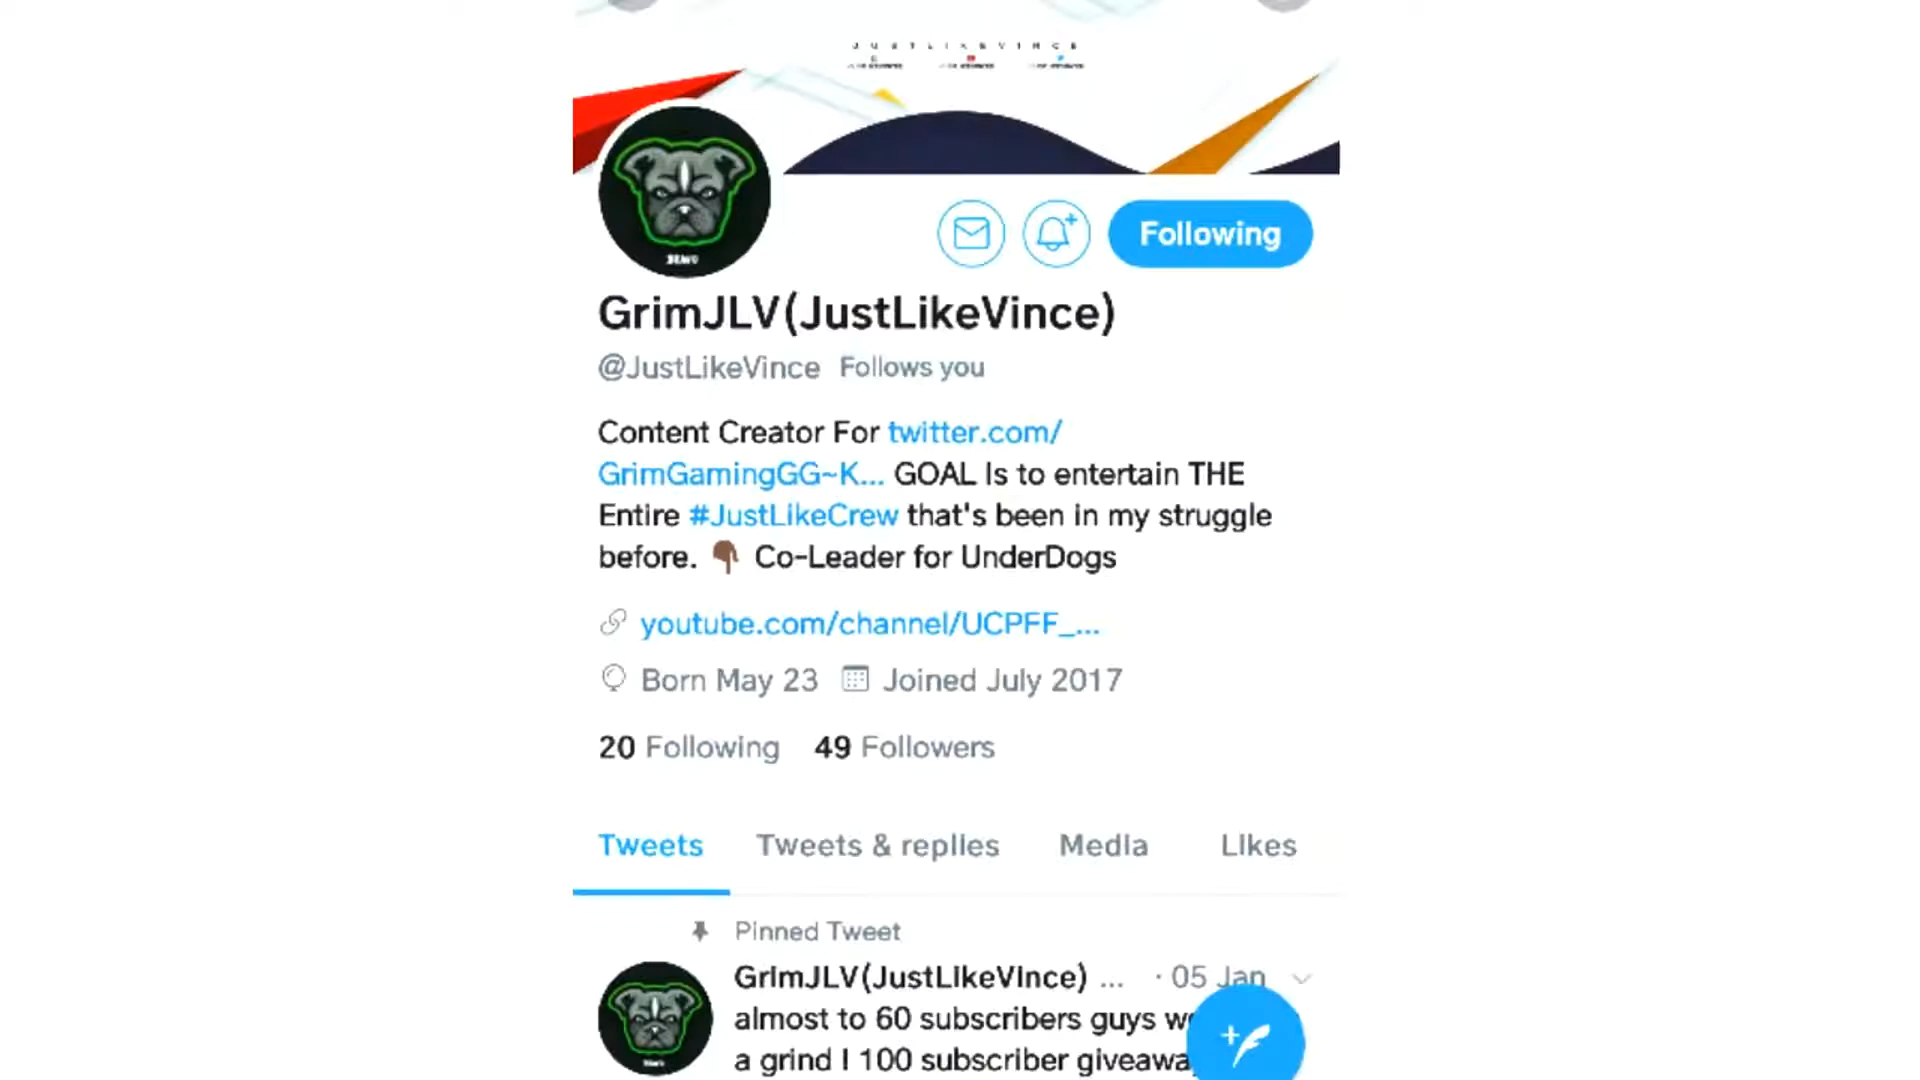 JUSTLIKEVINCE
Following
GrimJLV(JustLikeVince)
@JustLikeVince Follows you
Content Creator For twitter.com/
GrimGamingGG~K... GOAL Is to entertain THE
Entire #JustLikeCrew that's been in my struggle
before. 👇🏾 Co-Leader for UnderDogs
youtube.com/channel/UCPFF_...
Born May 23 Joined July 2017
20 Following 49 Followers
Tweets Tweets & replies Media Likes
Pinned Tweet
GrimJLV(JustLikeVince) ... · 05 Jan
almost to 60 subscribers guys
a grind I 100 subscriber